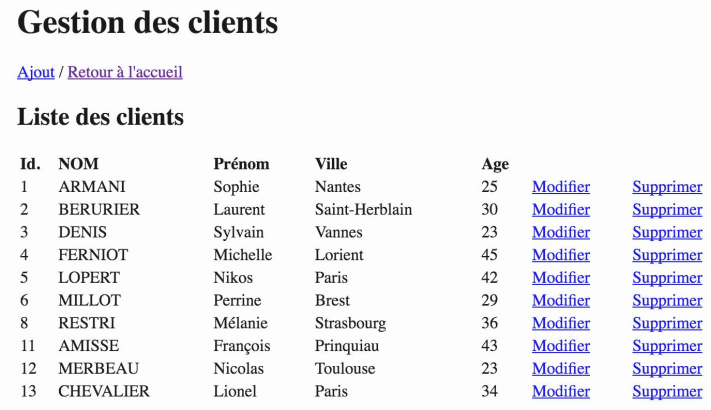 Gestion des clients
Ajout / Retour à l'accueil
Liste des clients
Id. NOM Prénom Ville Age
1 ARMANI Sophie Nantes 25 Modifier Supprimer
2 BERURIER Laurent Saint-Herblain 30 Modifier Supprimer
3 DENIS Sylvain Vannes 23 Modifier Supprimer
4 FERNIOT Michelle Lorient 45 Modifier Supprimer
5 LOPERT Nikos Paris 42 Modifier Supprimer
6 MILLOT Perrine Brest 29 Modifier Supprimer
8 RESTRI Mélanie Strasbourg 36 Modifier Supprimer
11 AMISSE François Prinquiau 43 Modifier Supprimer
12 MERBEAU Nicolas Toulouse 23 Modifier Supprimer
13 CHEVALIER Lionel Paris 34 Modifier Supprimer